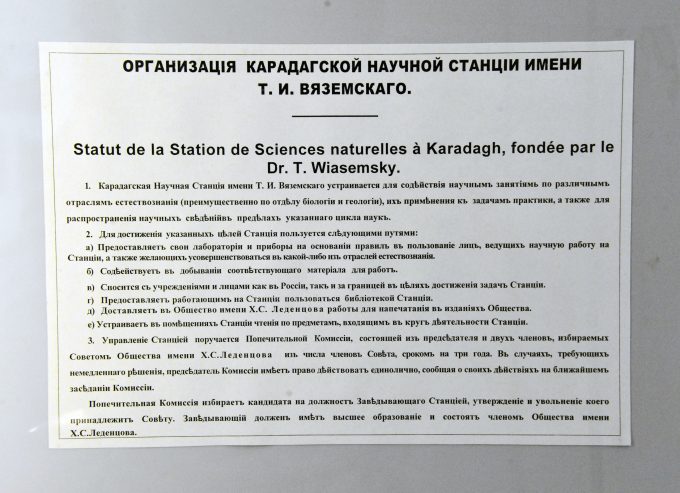 ОРГАНИЗАЦІЯ КАРАДАГСКОЙ НАУЧНОЙ СТАНЦІИ ИМЕНИ
Т. И. ВЯЗЕМСКАГО.
Statut de la Station de Sciences naturelles à Karadagh, fondée par le
Dr. T. Wiasemsky.
1. Карадагская Научная Станція имени Т. И. Вяземскаго устраивается для содѣйствія научнымъ занятіямъ по различнымъ
отраслямъ естествознанія (преимущественно по отдѣлу біологіи и геологіи), ихъ примѣненія къ задачамъ практики, а также для
распространенія научныхъ свѣдѣнійвъ предѣлахъ указаннаго цикла наукъ.
2. Для достиженія указанныхъ цѣлей Станція пользуется слѣдующими путями:
а) Предоставляетъ свои лабораторіи и приборы на основаніи правилъ въ пользованіе лицъ, ведущихъ научную работу на
Станціи, а также желающихъ усовершенствоваться въ какой-либо изъ отраслей естествознанія.
б) Содѣействуетъ въ добываніи соотвѣтствующаго матеріала для работъ.
в) Сносится съ учрежденіями и лицами какъ въ Россіи, такъ и за границей въ цѣляхъ достиженія задачъ Станціи.
г) Предоставляетъ работающимъ на Станціи пользоваться библіотекой Станціи.
д) Доставляетъ въ Общество имени Х.С. Леденцова работы для напечатанія въ изданіяхъ Общества.
е) Устраиваетъ въ помѣщеніяхъ Станціи чтенія по предметамъ, входящимъ въ кругъ дѣятельности Станціи.
3. Управленіе Станціей поручается Попечительной Комиссіи, состоящей изъ предсѣдателя и двухъ членовъ, избираемыхъ
Совѣтомъ Общества имени Х.С.Леденцова изъ числа членовъ Совѣта, срокомъ на три года. Въ случаяхъ, требующихъ
немедленнаго рѣшенія, предсѣдатель Комиссіи имѣетъ право дѣйствовать единолично, сообщая о своихъ дѣйствіяхъ на ближайшемъ
засѣданіи Комиссіи.
Попечительная Комиссія избираетъ кандидата на должность Завѣдывающаго Станціей, утвержденіе и увольненіе коего
принадлежитъ Совѣту. Завѣдывающій долженъ имѣть высшее образованіе и состоять членомъ Общества имени
Х.С.Леденцова.